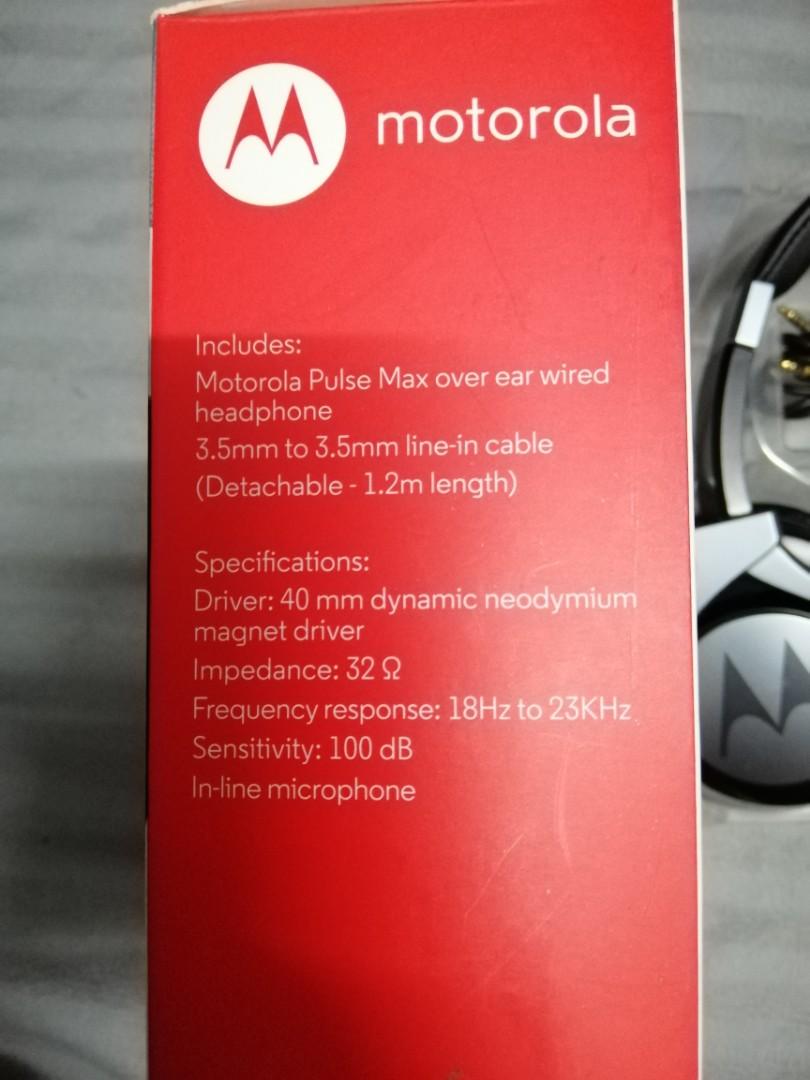 motorola
Includes:
Motorola Pulse Max over ear wired
headphone
3.5mm to 3.5mm line-in cable
(Detachable - 1.2m length)
Specifications:
Driver: 40 mm dynamic neodymium
magnet driver
Impedance: 32 Ω
Frequency response: 18Hz to 23KHz
Sensitivity: 100 dB
In-line microphone